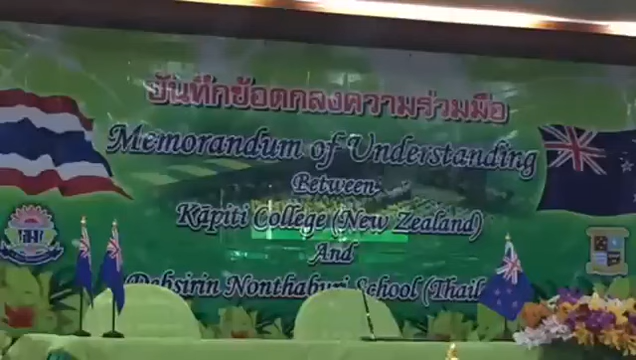 บันทึกข้อตกลงความร่วมมือ
Memorandum of Understanding
Between
Kāpiti College (New Zealand)
And
Debsirin Nonthaburi School (Thail